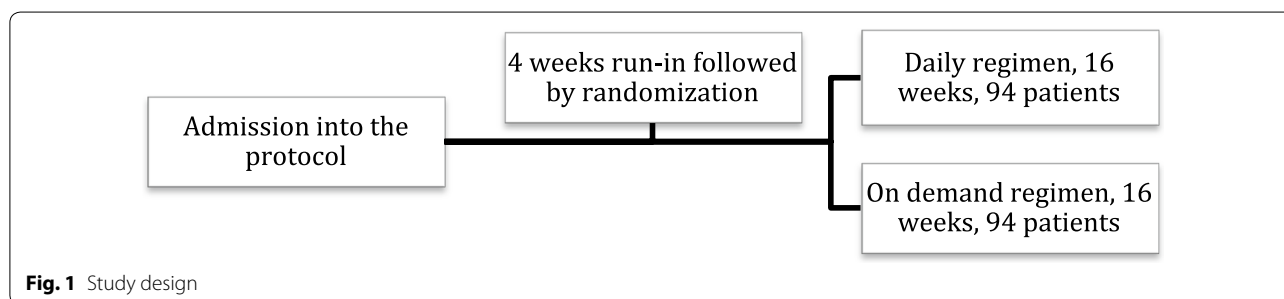 Admission into the
protocol
4 weeks run-in followed
by randomization
Daily regimen, 16
weeks, 94 patients
On demand regimen, 16
weeks, 94 patients
Fig. 1 Study design